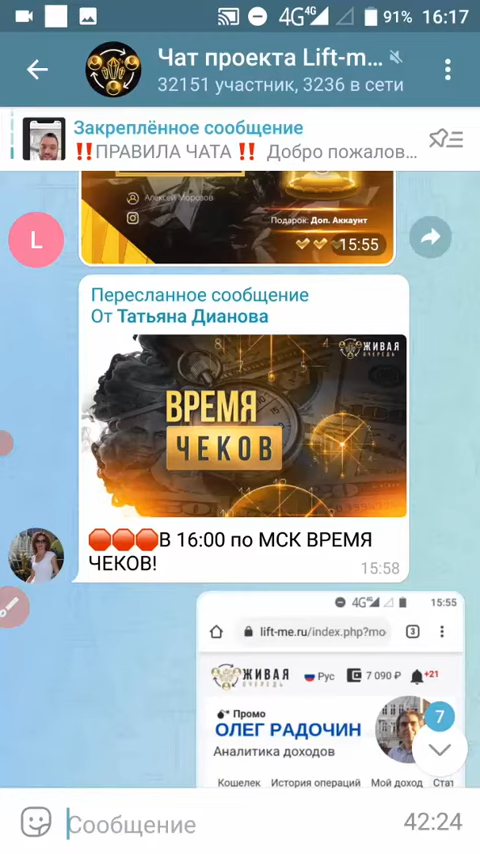 4G 4G 91% 16:17
Чат проекта Lift-m...
32151 участник, 3236 в сети
Закреплённое сообщение
‼️ПРАВИЛА ЧАТА ‼️ Добро пожалов...
Алексей Морозов
Подарок: Доп. Аккаунт
15:55
L
Пересланное сообщение
От Татьяна Дианова
ЖИВАЯ
ОЧЕРЕДЬ
ВРЕМЯ
ЧЕКОВ
🛑🛑🛑В 16:00 по МСК ВРЕМЯ
ЧЕКОВ!
15:58
4G 15:55
lift-me.ru/index.php?mo
3
ЖИВАЯ
ОЧЕРЕДЬ
Рус
7 090 ₽
+21
💣 Промо
ОЛЕГ РАДОЧИН
Аналитика доходов
7
Кошелек История операций Мой доход Стат
Сообщение
42:24